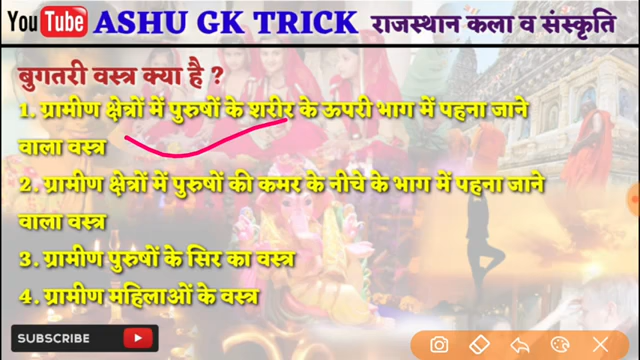 YouTube ASHU GK TRICK राजस्थान कला व संस्कृति
बुगतरी वस्त्र क्या है ?
1. ग्रामीण क्षेत्रों में पुरुषों के शरीर के ऊपरी भाग में पहना जाने
वाला वस्त्र
2. ग्रामीण क्षेत्रों में पुरुषों की कमर के नीचे के भाग में पहना जाने
वाला वस्त्र
3. ग्रामीण पुरुषों के सिर का वस्त्र
4. ग्रामीण महिलाओं के वस्त्र
SUBSCRIBE